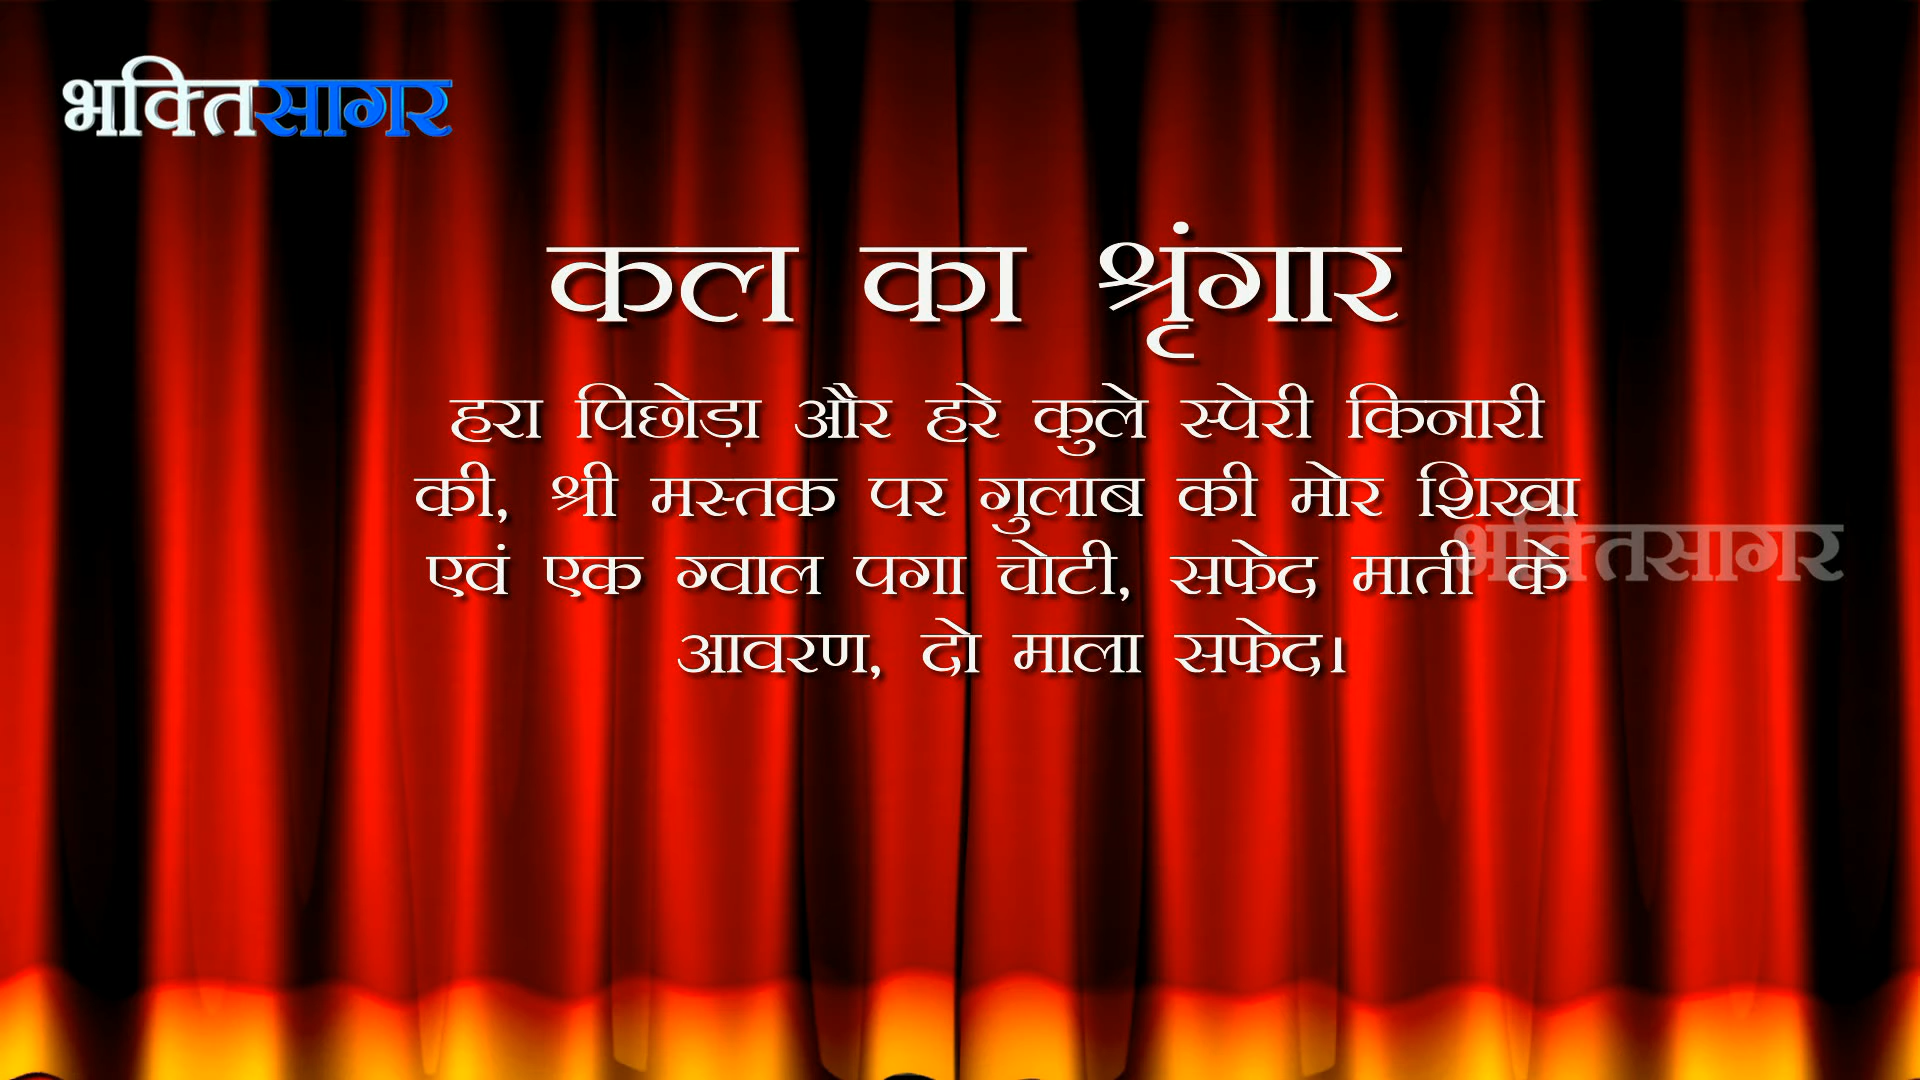 भक्तिसागर
कल का श्रृंगार
हरा पिछोड़ा और हरे कुले रुपेरी किनारी
की, श्री मस्तक पर गुलाब की मोर शिखा
एवं एक ग्वाल पगा चोटी, सफेद माती के
भक्तिसागर
आवरण, दो माला सफेद।